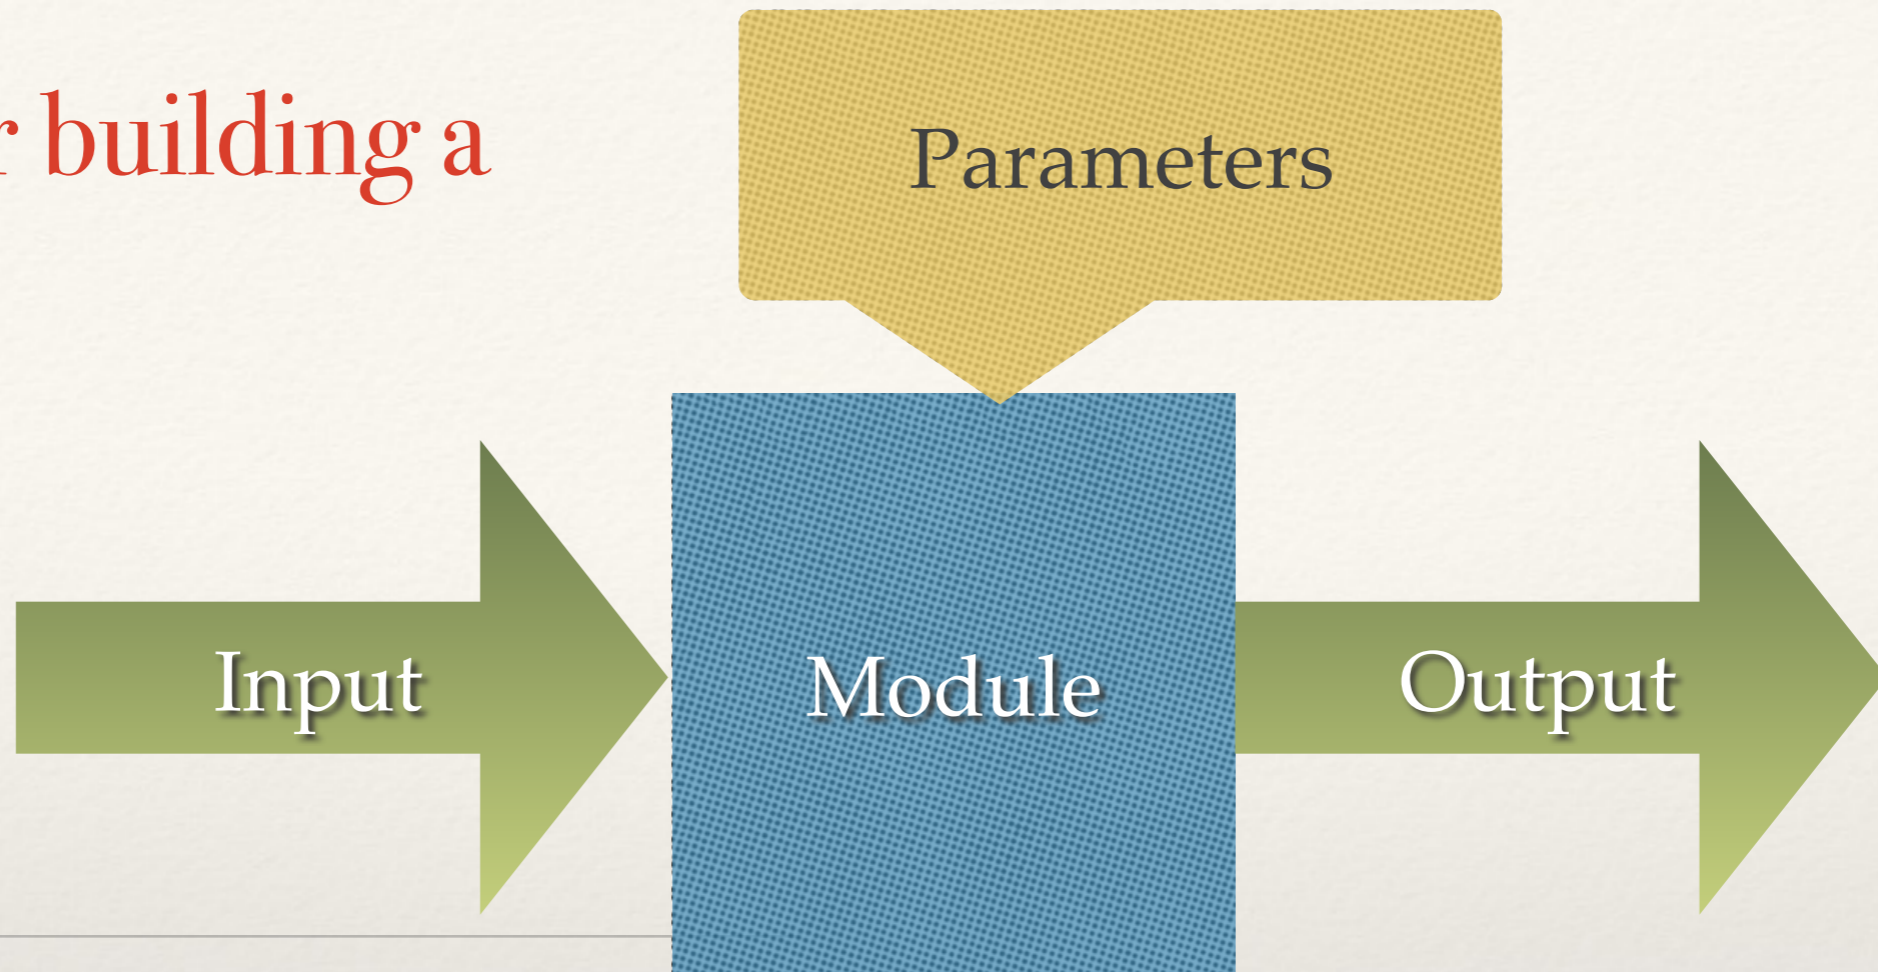 building a
Parameters
Input
Module
Output